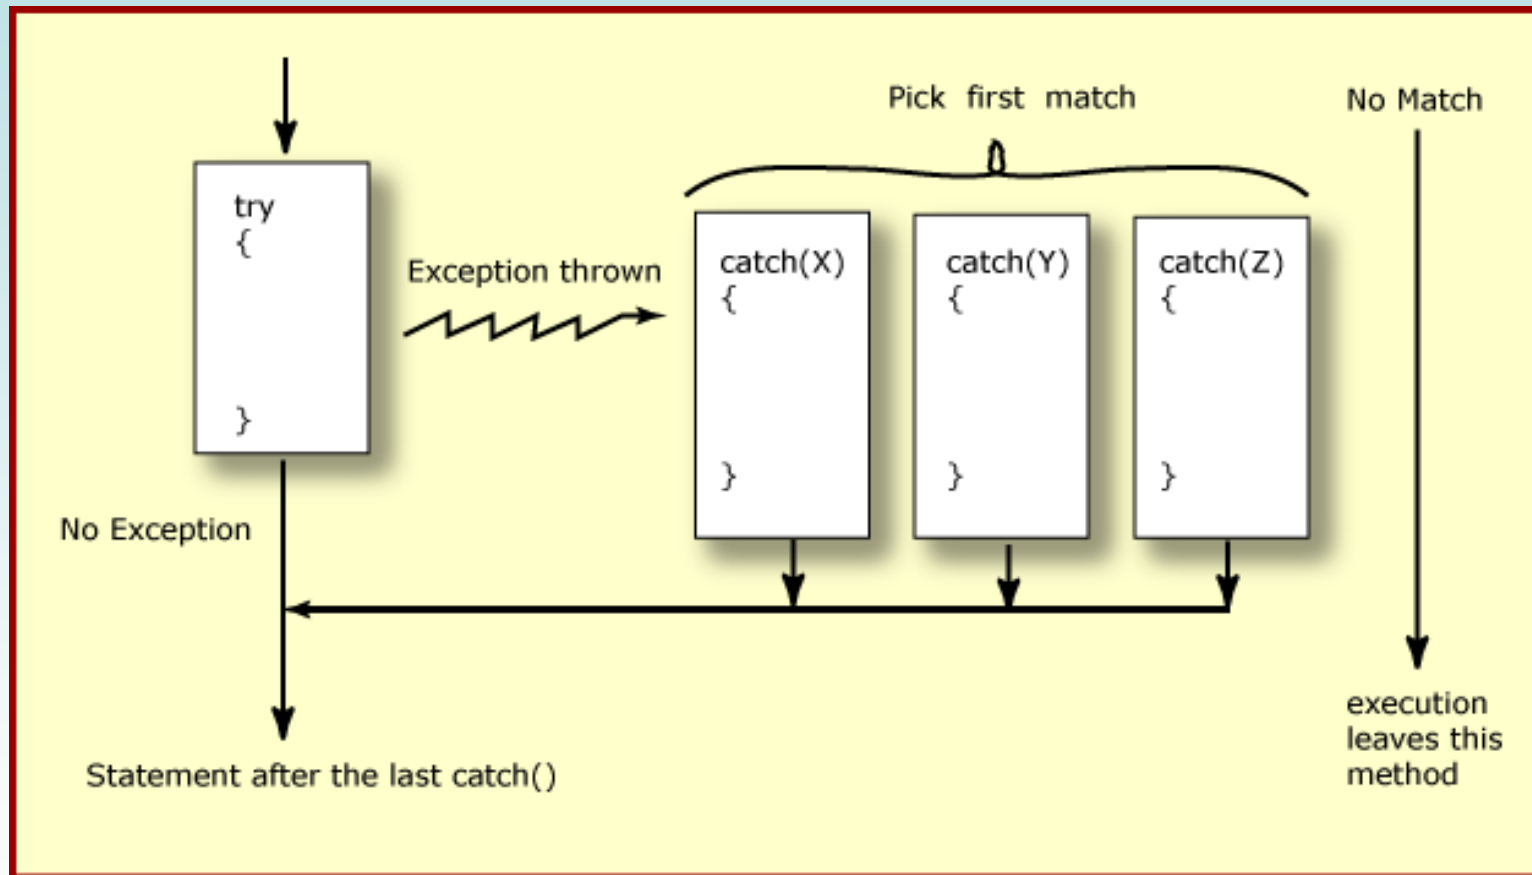 Pick first match
No Match
try
{
}
Exception thrown
catch(X)
{
}
catch(Y)
{
}
catch(Z)
{
}
No Exception
Statement after the last catch()
execution
leaves this
method